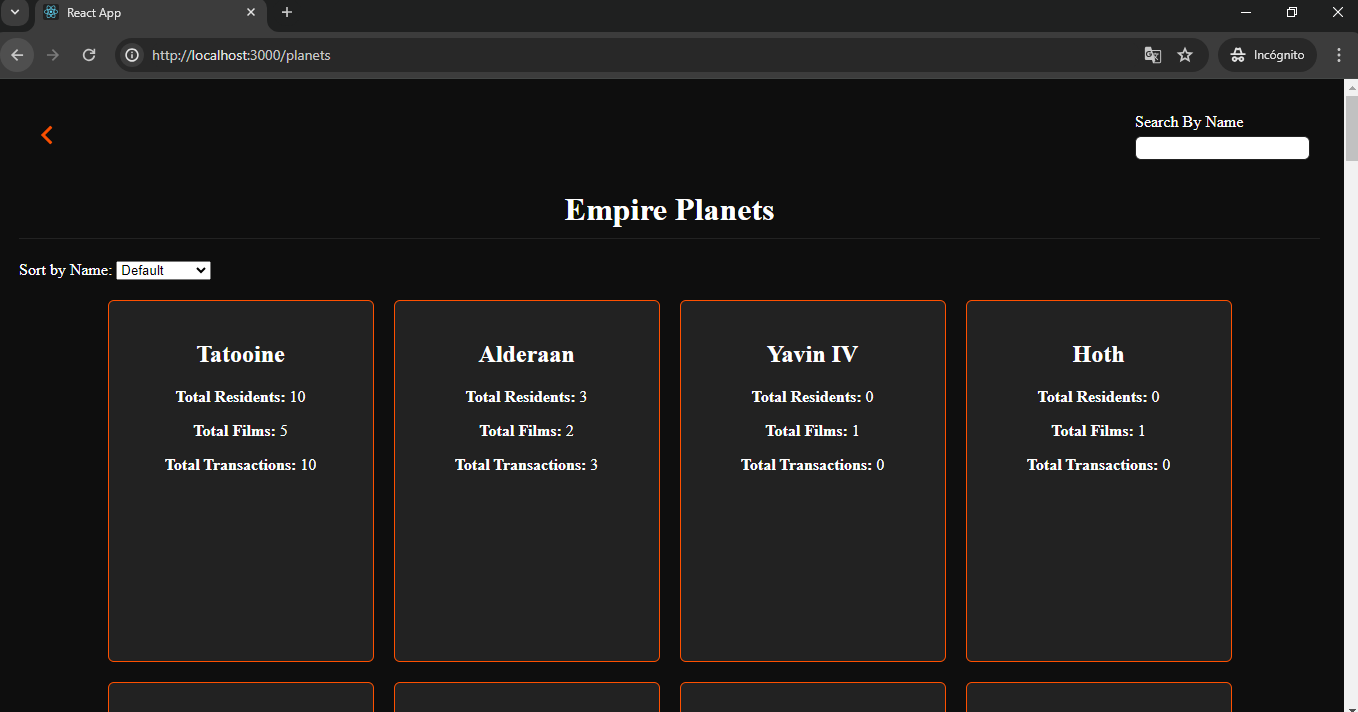 React App
http://localhost:3000/planets
Incógnito
Search By Name
Empire Planets
Sort by Name: Default
Tatooine
Total Residents: 10
Total Films: 5
Total Transactions: 10
Alderaan
Total Residents: 3
Total Films: 2
Total Transactions: 3
Yavin IV
Total Residents: 0
Total Films: 1
Total Transactions: 0
Hoth
Total Residents: 0
Total Films: 1
Total Transactions: 0